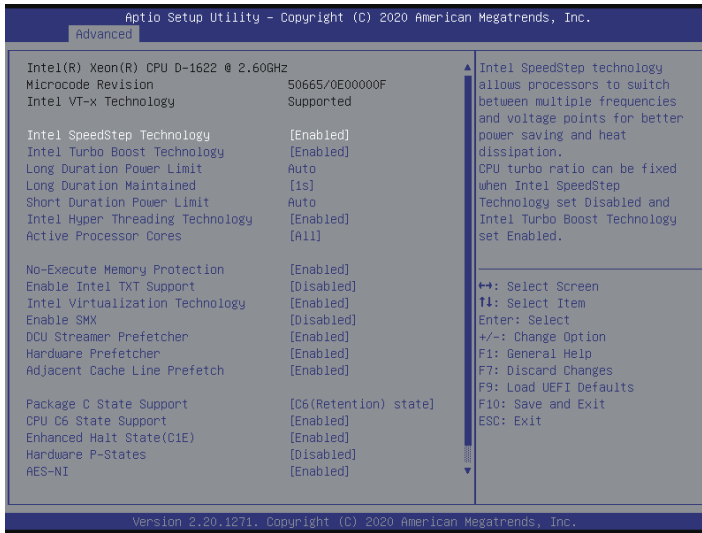 Aptio Setup Utility – Copyright (C) 2020 American Megatrends, Inc.
Advanced
Intel(R) Xeon(R) CPU D-1622 @ 2.60GHz
Microcode Revision 50665/0E00000F
Intel VT-x Technology Supported
Intel SpeedStep Technology [Enabled]
Intel Turbo Boost Technology [Enabled]
Long Duration Power Limit Auto
Long Duration Maintained [1s]
Short Duration Power Limit Auto
Intel Hyper Threading Technology [Enabled]
Active Processor Cores [All]
No-Execute Memory Protection [Enabled]
Enable Intel TXT Support [Disabled]
Intel Virtualization Technology [Enabled]
Enable SMX [Disabled]
DCU Streamer Prefetcher [Enabled]
Hardware Prefetcher [Enabled]
Adjacent Cache Line Prefetch [Enabled]
Package C State Support [C6(Retention) state]
CPU C6 State Support [Enabled]
Enhanced Halt State(C1E) [Enabled]
Hardware P-States [Disabled]
AES-NI [Enabled]
Intel SpeedStep technology
allows processors to switch
between multiple frequencies
and voltage points for better
power saving and heat
dissipation.
CPU turbo ratio can be fixed
when Intel SpeedStep
Technology set Disabled and
Intel Turbo Boost Technology
set Enabled.
↔: Select Screen
↑↓: Select Item
Enter: Select
+/-: Change Option
F1: General Help
F7: Discard Changes
F9: Load UEFI Defaults
F10: Save and Exit
ESC: Exit
Version 2.20.1271. Copyright (C) 2020 American Megatrends, Inc.